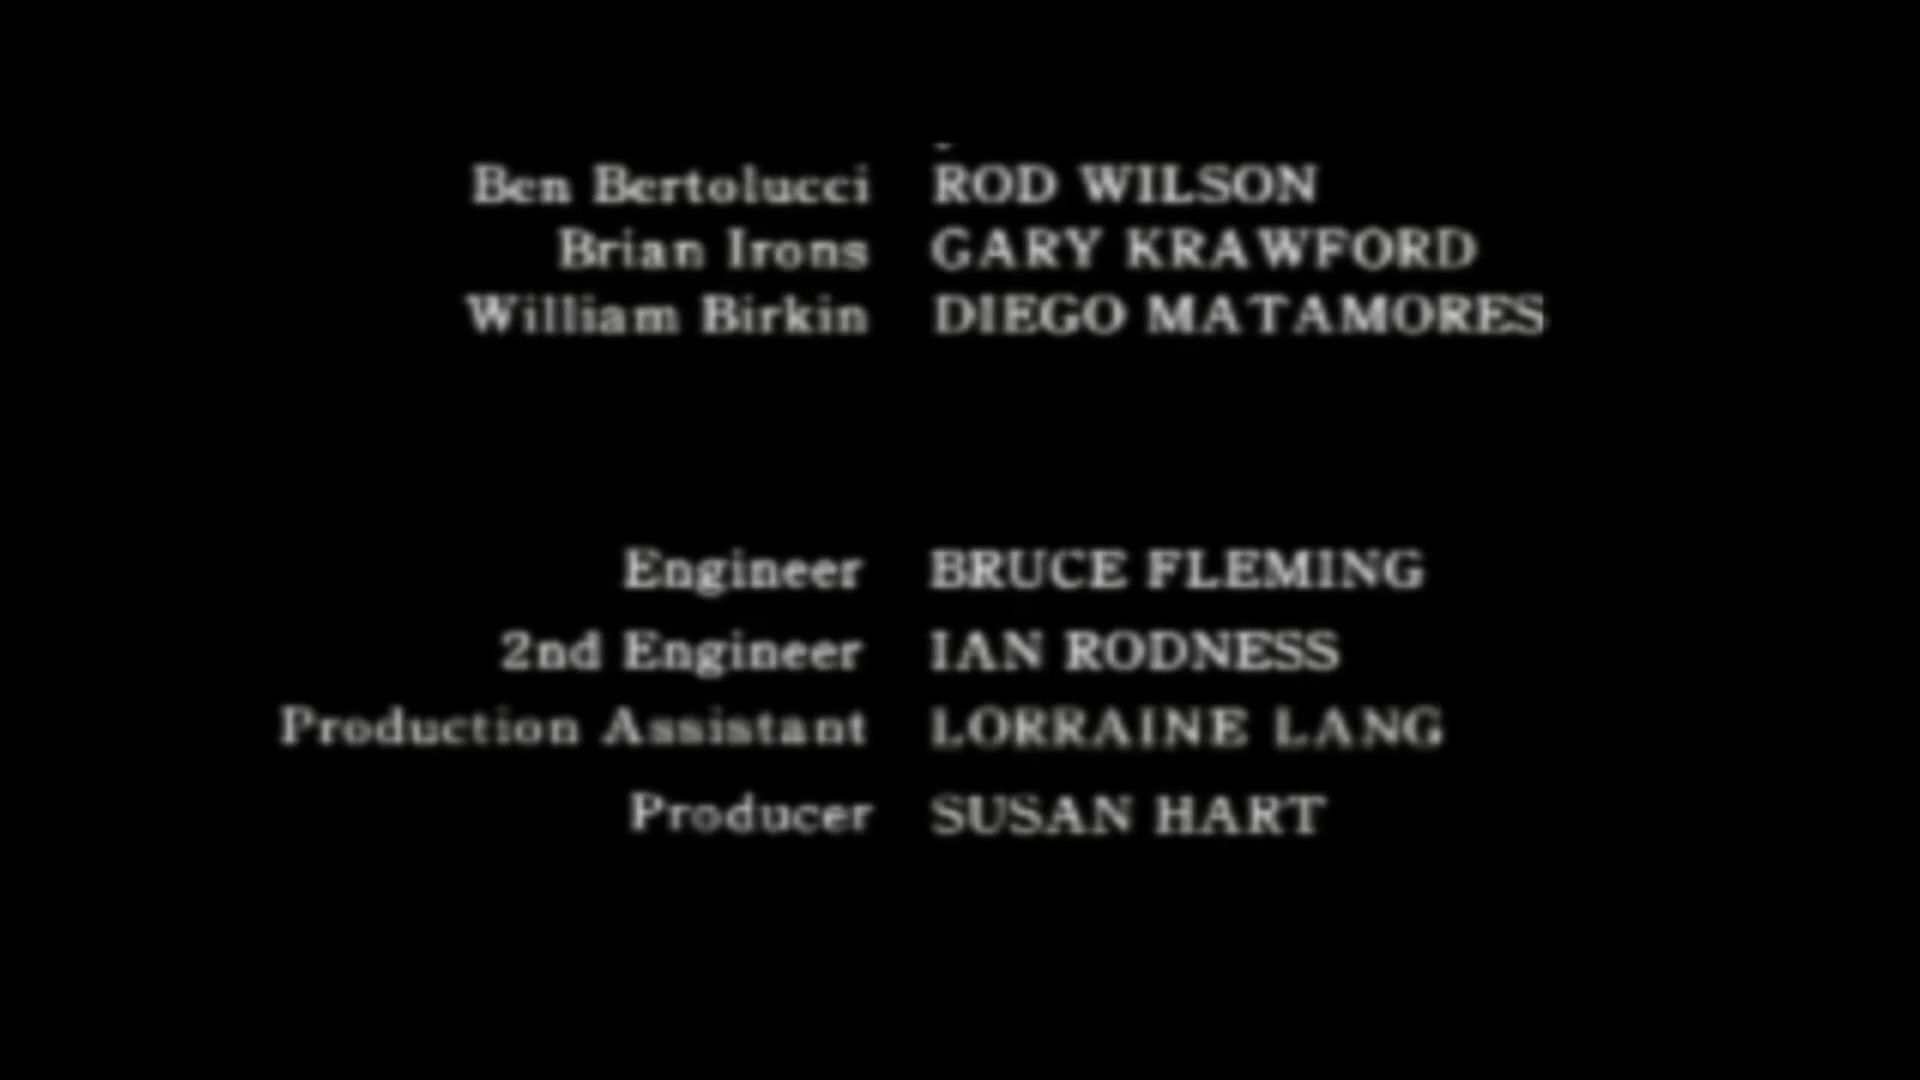 Ben Bertolucci ROD WILSON
Brian Irons GARY KRAWFORD
William Birkin DIEGO MATAMORES
Engineer BRUCE FLEMING
2nd Engineer IAN RODNESS
Production Assistant LORRAINE LANG
Producer SUSAN HART